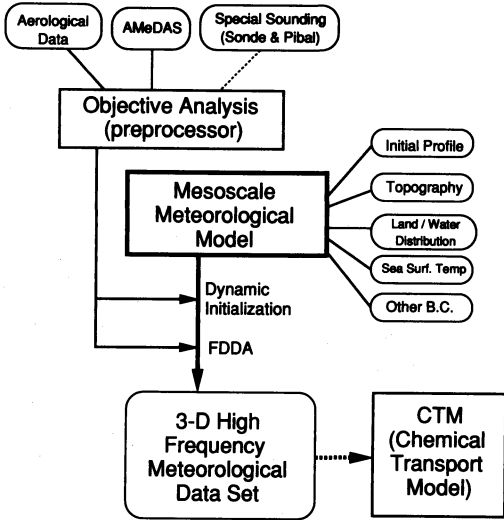 Aerological
Data
AMeDAS
Special Sounding
(Sonde & Pibal)
Objective Analysis
(preprocessor)
Mesoscale
Meteorological
Model
Initial Profile
Topography
Land / Water
Distribution
Sea Surf. Temp
Other B.C.
Dynamic
Initialization
FDDA
3-D High
Frequency
Meteorological
Data Set
CTM
(Chemical
Transport
Model)